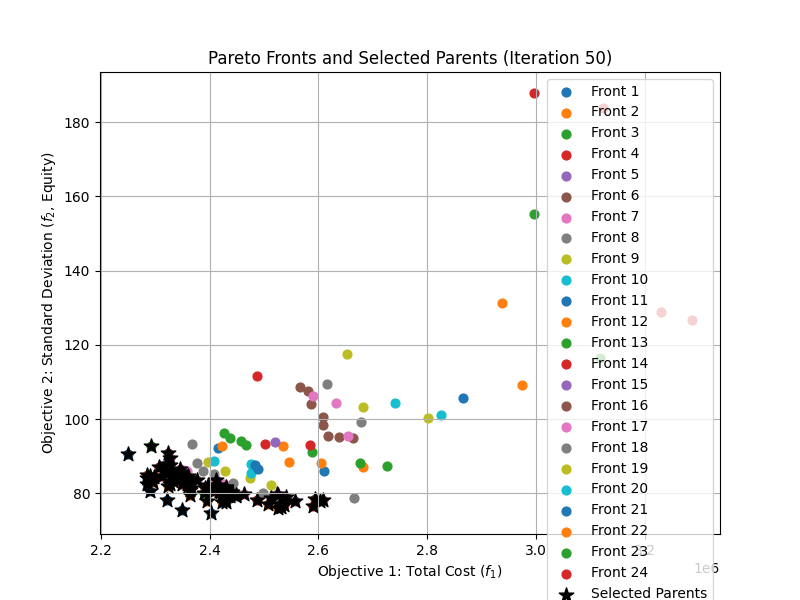 Pareto Fronts and Selected Parents (Iteration 50)
Objective 2: Standard Deviation (f₂, Equity)
180
160
140
120
100
80
2.2
2.4
2.6
2.8
3.0
3.2
1e6
Objective 1: Total Cost (f₁)
Front 1
Front 2
Front 3
Front 4
Front 5
Front 6
Front 7
Front 8
Front 9
Front 10
Front 11
Front 12
Front 13
Front 14
Front 15
Front 16
Front 17
Front 18
Front 19
Front 20
Front 21
Front 22
Front 23
Front 24
Selected Parents